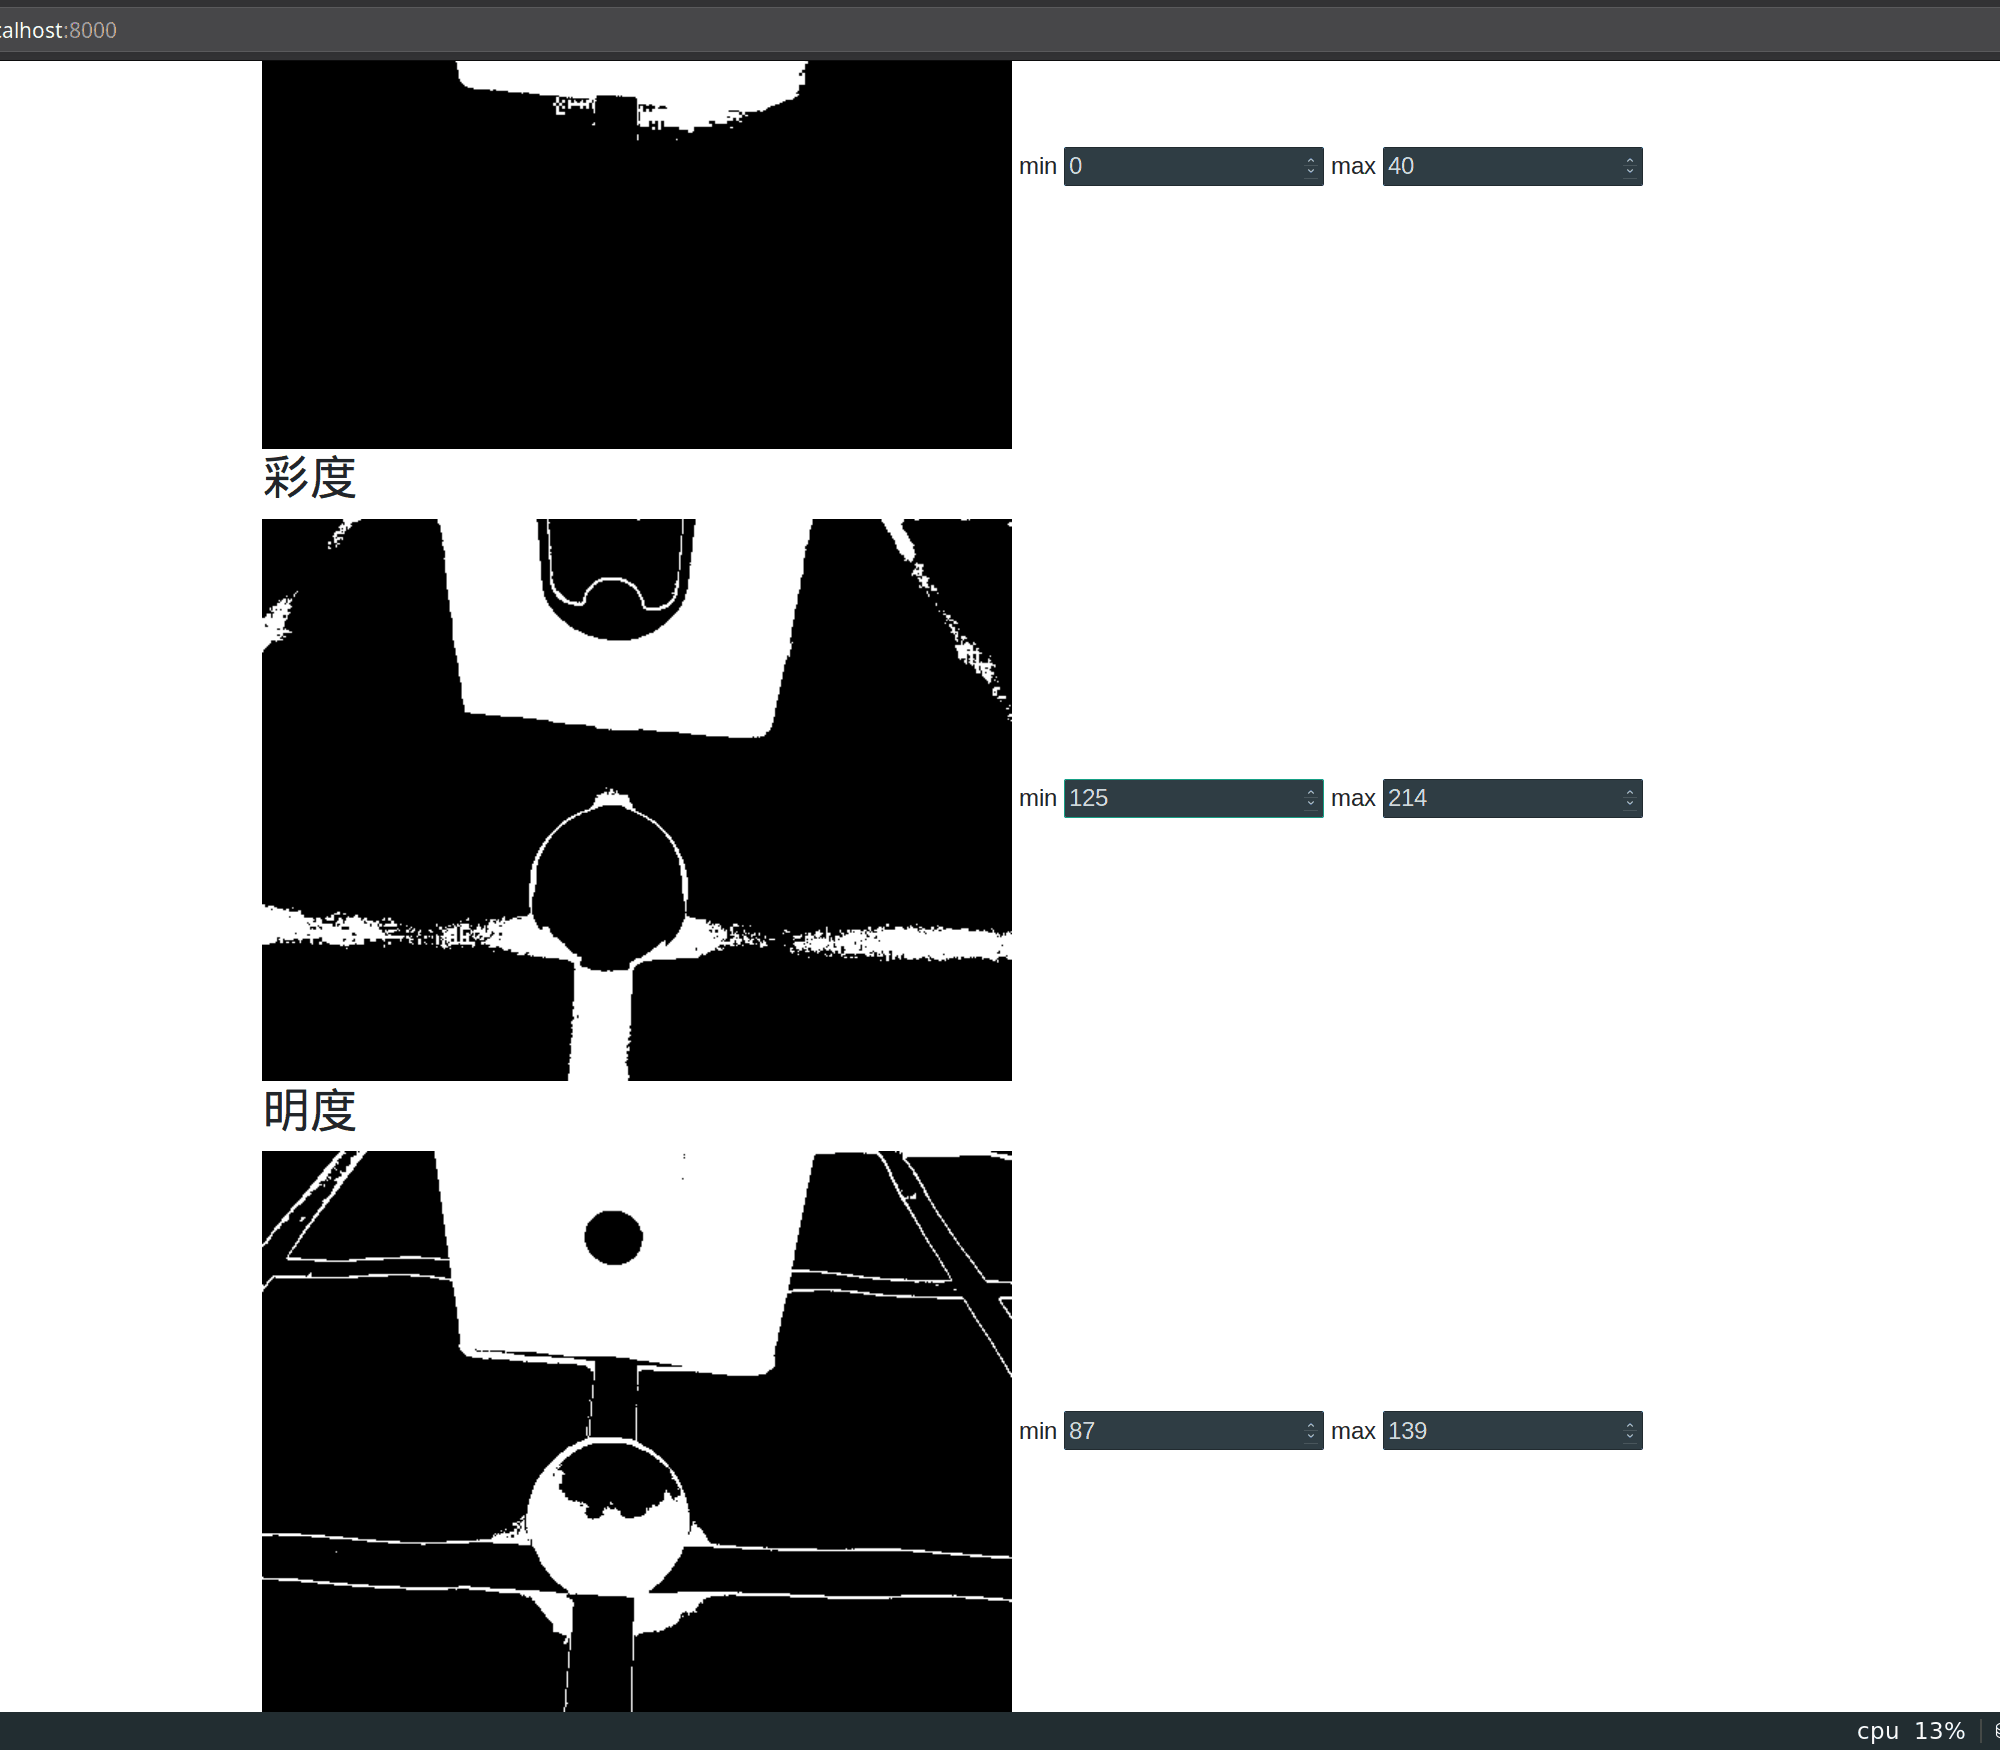 calhost:8000
min 0 max 40
彩度
min 125 max 214
明度
min 87 max 139
cpu 13%